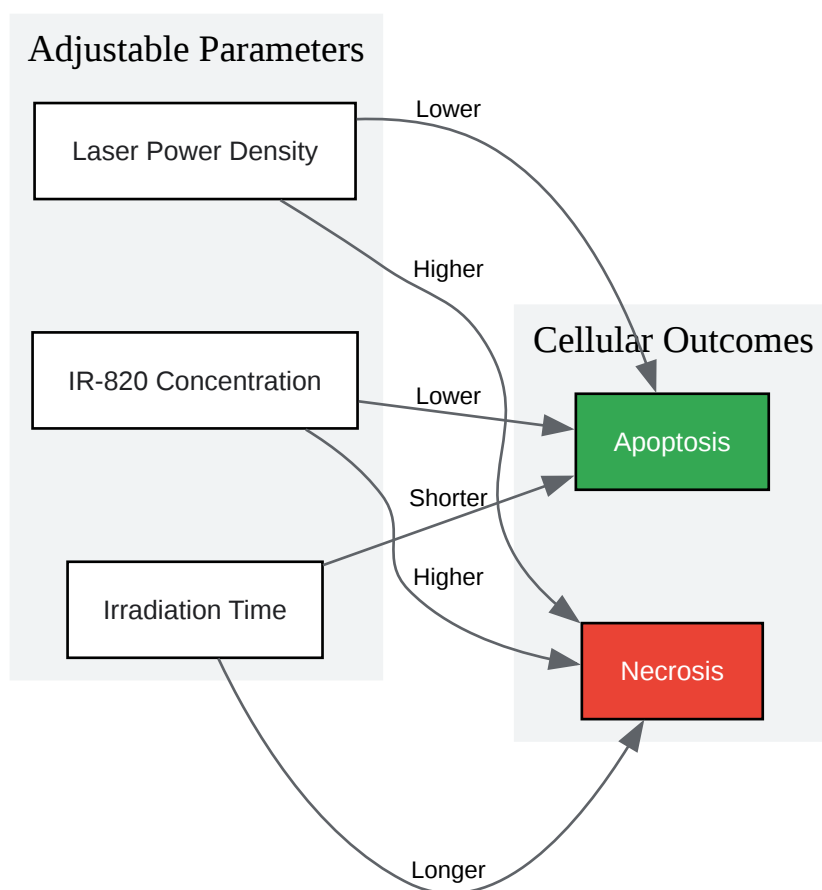 Adjustable Parameters
Lower
Laser Power Density
Higher
Cellular Outcomes
IR-820 Concentration
Lower
Apoptosis
Shorter
Higher
Irradiation Time
Necrosis
Longer